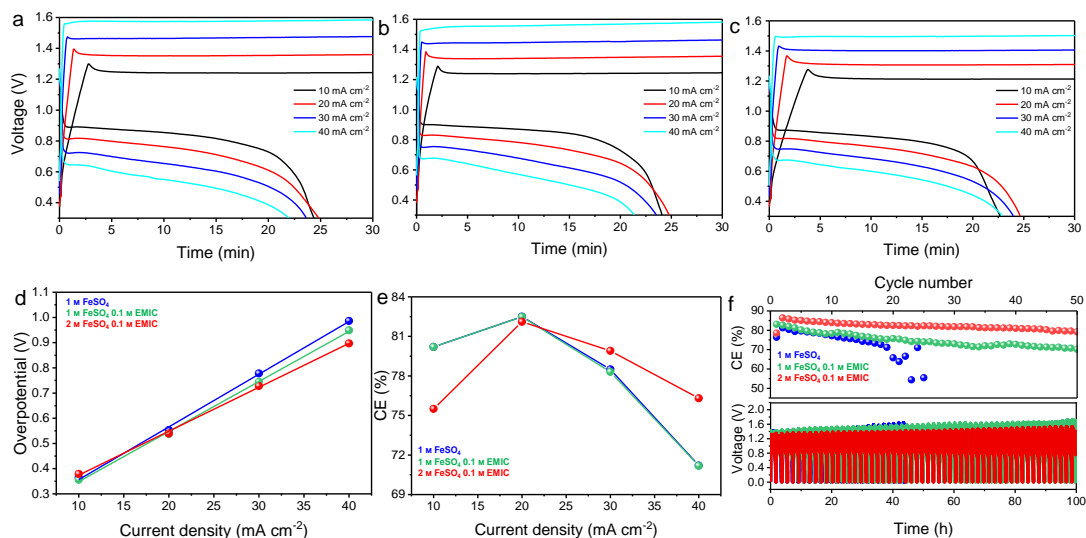 a
1.6
1.4
1.2
1.0
0.8
0.6
0.4
Voltage (V)
10 mA cm-2
20 mA cm-2
30 mA cm-2
40 mA cm-2
0 5 10 15 20 25 30
Time (min)
b
1.6
1.4
1.2
1.0
0.8
0.6
0.4
10 mA cm-2
20 mA cm-2
30 mA cm-2
40 mA cm-2
0 5 10 15 20 25 30
Time (min)
c
1.6
1.4
1.2
1.0
0.8
0.6
0.4
10 mA cm-2
20 mA cm-2
30 mA cm-2
40 mA cm-2
0 5 10 15 20 25 30
Time (min)
d
1.1
1.0
0.9
0.8
0.7
0.6
0.5
0.4
0.3
Overpotential (V)
1 M FeSO4
1 M FeSO4 0.1 M EMIC
2 M FeSO4 0.1 M EMIC
10 20 30 40
Current density (mA cm-2)
e
84
81
78
75
72
69
CE (%)
1 M FeSO4
1 M FeSO4 0.1 M EMIC
2 M FeSO4 0.1 M EMIC
10 20 30 40
Current density (mA cm-2)
f
Cycle number
0 10 20 30 40 50
90
80
70
60
50
CE (%)
1 M FeSO4
1 M FeSO4 0.1 M EMIC
2 M FeSO4 0.1 M EMIC
2.0
1.6
1.2
0.8
0.4
0.0
Voltage (V)
0 20 40 60 80 100
Time (h)